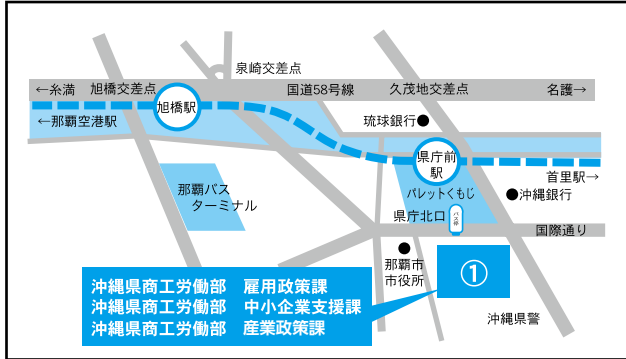 泉崎交差点
←糸満
旭橋交差点
国道58号線
久茂地交差点
名護→
旭橋駅
←那覇空港駅
琉球銀行
県庁前
駅
首里駅→
那覇バス
ターミナル
パレットくもじ
沖縄銀行
県庁北口
バス停
国際通り
那覇市
市役所
①
沖縄県商工労働部 雇用政策課
沖縄県商工労働部 中小企業支援課
沖縄県商工労働部 産業政策課
沖縄県警